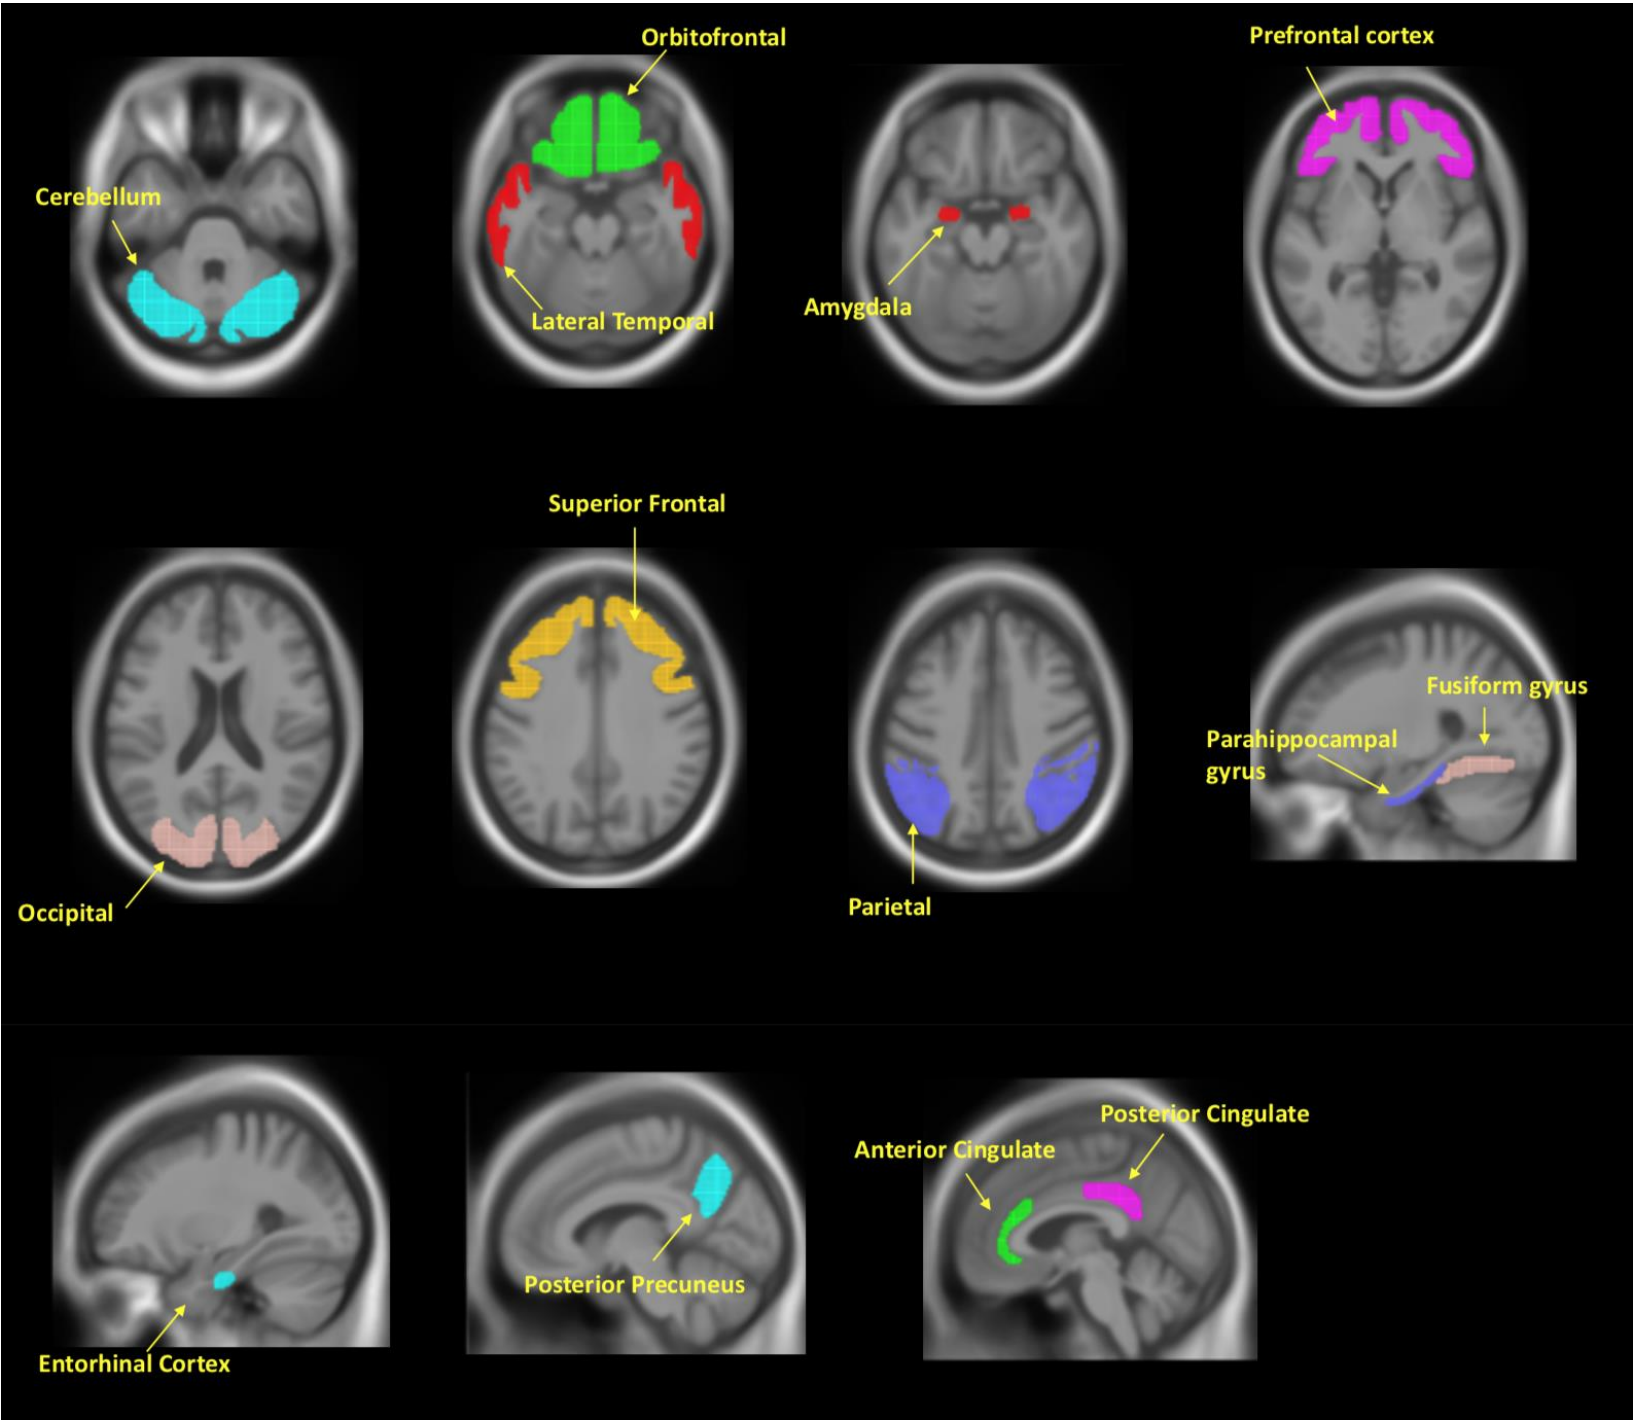 Orbitofrontal
Prefrontal cortex
Cerebellum
Lateral Temporal
Amygdala
Superior Frontal
Fusiform gyrus
Parahippocampal
gyrus
Occipital
Parietal
Posterior Cingulate
Anterior Cingulate
Posterior Precuneus
Entorhinal Cortex